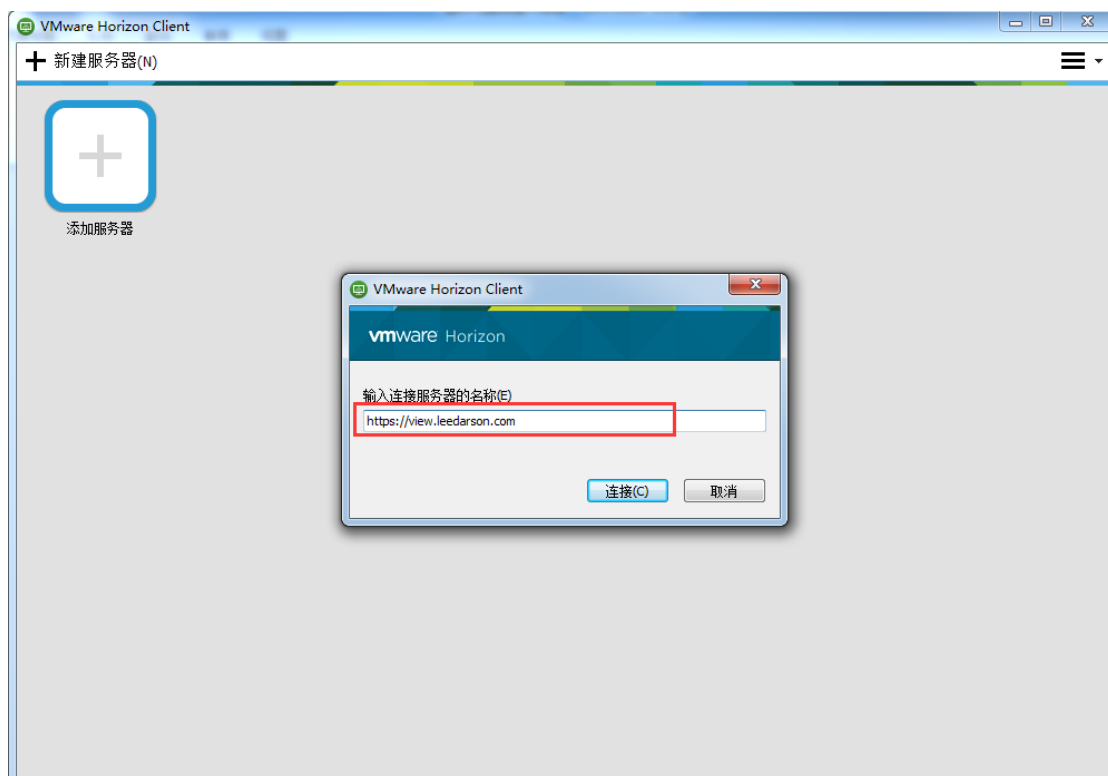 VMware Horizon Client
新建服务器(N)
添加服务器
VMware Horizon Client
vmware Horizon
输入连接服务器的名称(E)
https://view.leedarson.com
连接(C)
取消